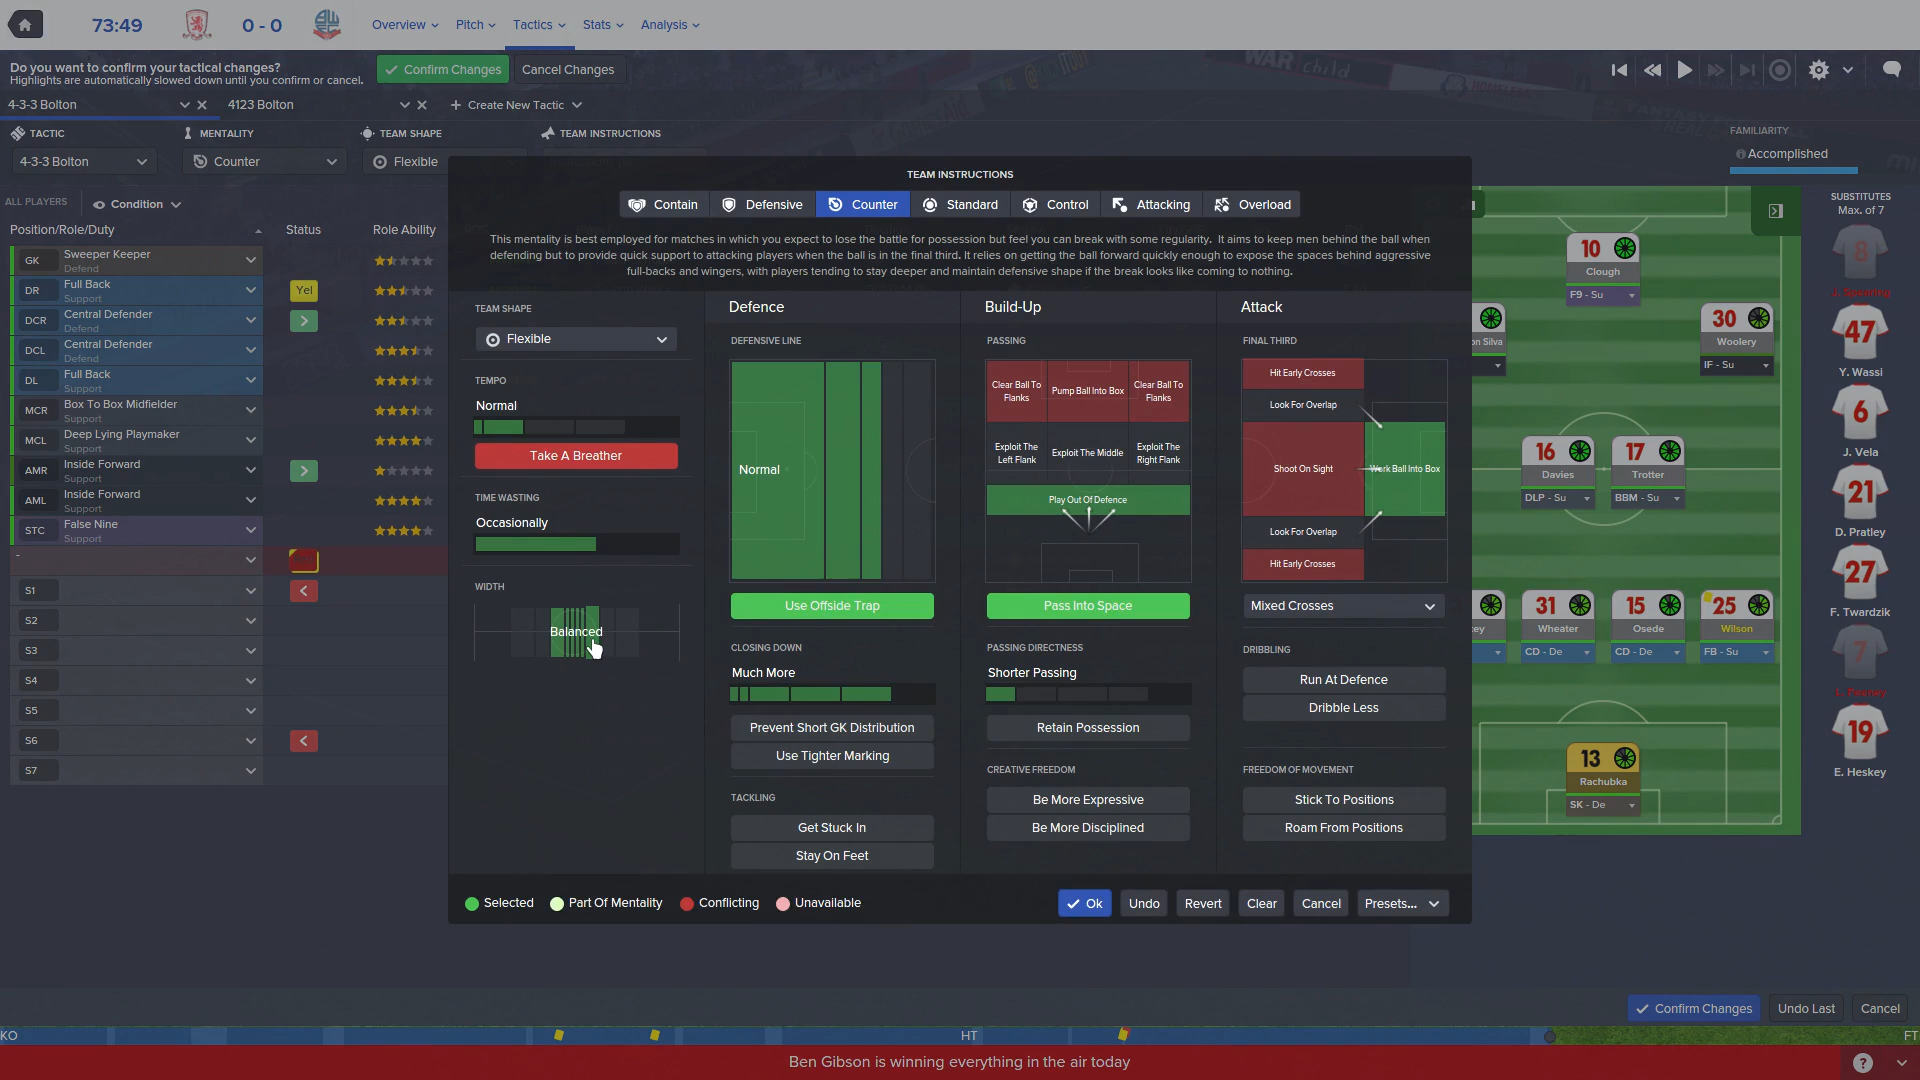 73:49
0 - 0
Overview
Pitch
Tactics
Stats
Analysis
Do you want to confirm your tactical changes?
Highlights are automatically slowed down until you confirm or cancel.
Confirm Changes
Cancel Changes
4-3-3 Bolton
4123 Bolton
Create New Tactic
TACTIC
MENTALITY
TEAM SHAPE
TEAM INSTRUCTIONS
FAMILIARITY
4-3-3 Bolton
Counter
Flexible
Accomplished
ALL PLAYERS
Condition
Position/Role/Duty
Status
Role Ability
GK
Sweeper Keeper
Defend
DR
Full Back
Support
Yel
DCR
Central Defender
Defend
DCL
Central Defender
Defend
DL
Full Back
Support
MCR
Box To Box Midfielder
Support
MCL
Deep Lying Playmaker
Support
AMR
Inside Forward
Support
AML
Inside Forward
Support
STC
False Nine
Support
-
S1
S2
S3
S4
S5
S6
S7
TEAM INSTRUCTIONS
Contain
Defensive
Counter
Standard
Control
Attacking
Overload
This mentality is best employed for matches in which you expect to lose the battle for possession but feel you can break with some regularity. It aims to keep men behind the ball when
defending but to provide quick support to attacking players when the ball is in the final third. It relies on getting the ball forward quickly enough to expose the spaces behind aggressive
full-backs and wingers, with players tending to stay deeper and maintain defensive shape if the break looks like coming to nothing.
TEAM SHAPE
Flexible
TEMPO
Normal
Take A Breather
TIME WASTING
Occasionally
WIDTH
Balanced
Defence
DEFENSIVE LINE
Normal
Use Offside Trap
CLOSING DOWN
Much More
Prevent Short GK Distribution
Use Tighter Marking
TACKLING
Get Stuck In
Stay On Feet
Build-Up
PASSING
Clear Ball To
Flanks
Pump Ball Into Box
Clear Ball To
Flanks
Exploit The
Left Flank
Exploit The Middle
Exploit The
Right Flank
Play Out Of Defence
Pass Into Space
PASSING DIRECTNESS
Shorter Passing
Retain Possession
CREATIVE FREEDOM
Be More Expressive
Be More Disciplined
Attack
FINAL THIRD
Hit Early Crosses
Look For Overlap
Shoot On Sight
Work Ball Into Box
Look For Overlap
Hit Early Crosses
Mixed Crosses
DRIBBLING
Run At Defence
Dribble Less
FREEDOM OF MOVEMENT
Stick To Positions
Roam From Positions
Selected
Part Of Mentality
Conflicting
Unavailable
Ok
Undo
Revert
Clear
Cancel
Presets...
10
Clough
F9 - Su
30
Woolery
IF - Su
16
Davies
DLP - Su
17
Trotter
BBM - Su
31
Wheater
CD - De
15
Osede
CD - De
25
Wilson
FB - Su
13
Rachubka
SK - De
SUBSTITUTES
Max. of 7
8
47
Y. Wassi
6
J. Vela
21
D. Pratley
27
F. Twardzik
7
19
E. Heskey
Confirm Changes
Undo Last
Cancel
KO
HT
FT
Ben Gibson is winning everything in the air today